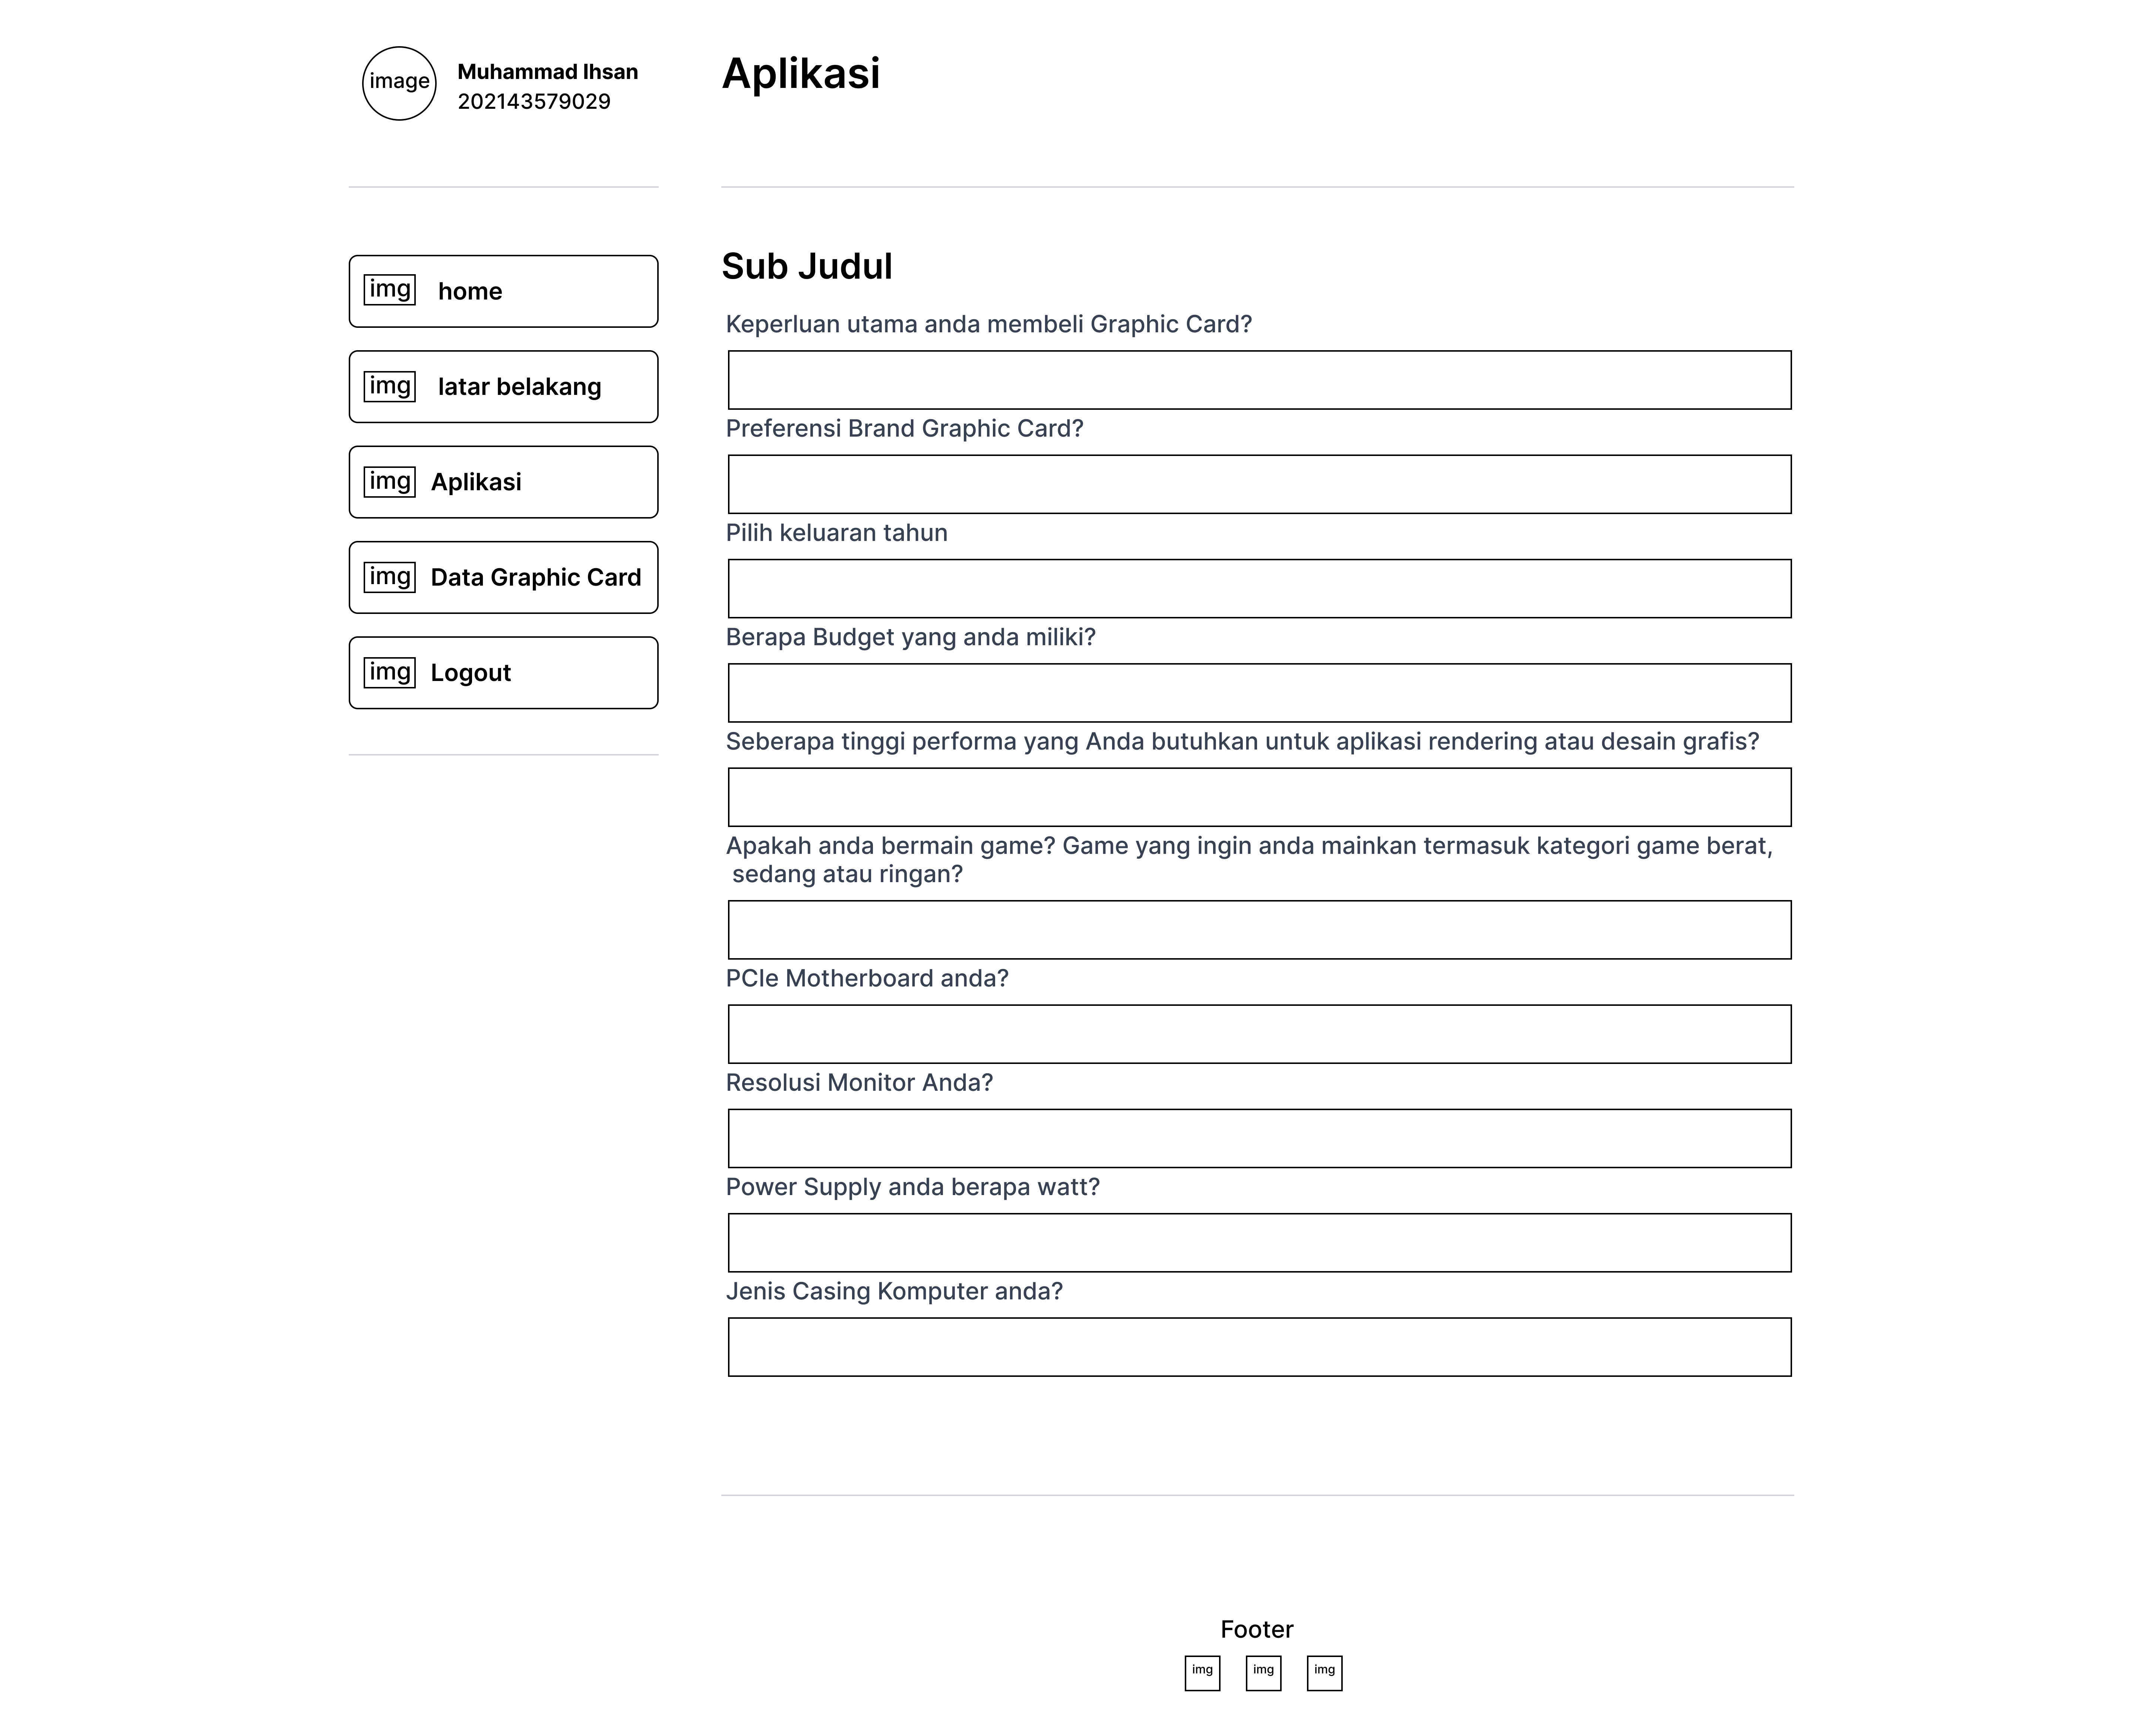 image
Muhammad Ihsan
202143579029
Aplikasi
img home
img latar belakang
img Aplikasi
img Data Graphic Card
img Logout
Sub Judul
Keperluan utama anda membeli Graphic Card?
Preferensi Brand Graphic Card?
Pilih keluaran tahun
Berapa Budget yang anda miliki?
Seberapa tinggi performa yang Anda butuhkan untuk aplikasi rendering atau desain grafis?
Apakah anda bermain game? Game yang ingin anda mainkan termasuk kategori game berat,
sedang atau ringan?
PCIe Motherboard anda?
Resolusi Monitor Anda?
Power Supply anda berapa watt?
Jenis Casing Komputer anda?
Footer
img img img